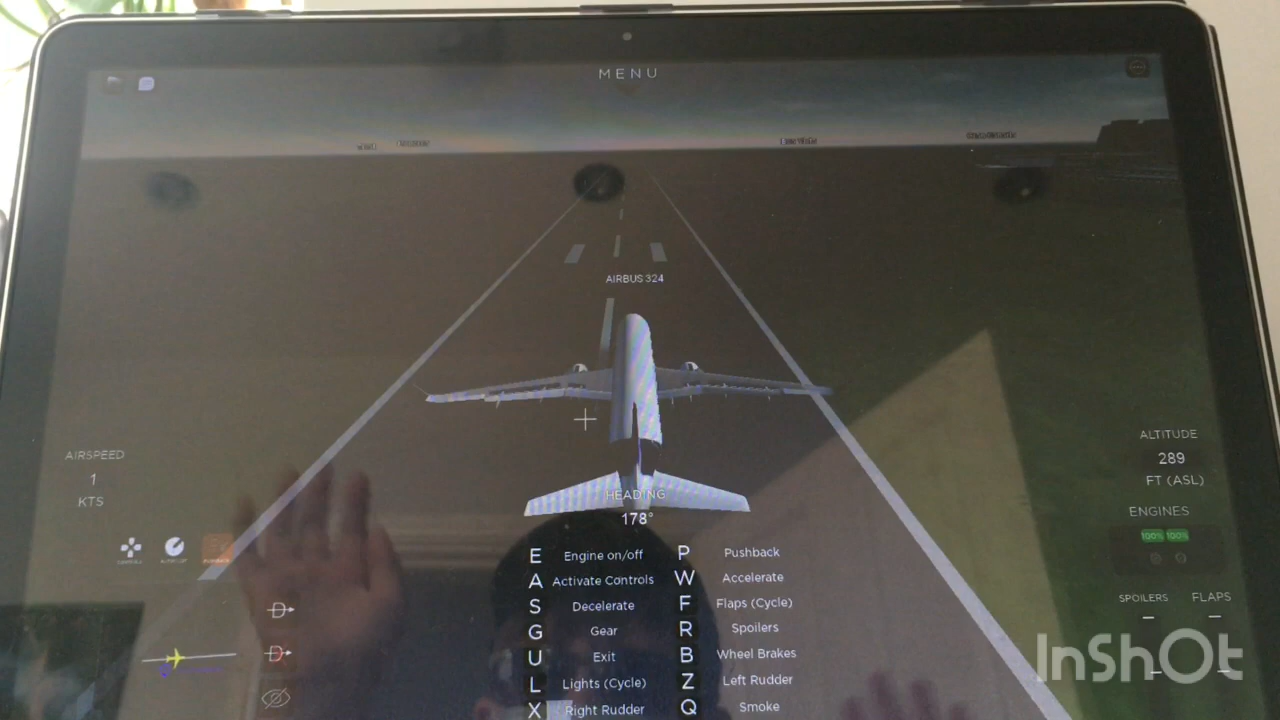 MENU
AIRBUS 324
AIRSPEED
1
KTS
ALTITUDE
289
FT (ASL)
ENGINES
100% 100%
SPOILERS
FLAPS
HEADING
178°
E Engine on/off
A Activate Controls
S Decelerate
G Gear
U Exit
L Lights (Cycle)
X Right Rudder
P Pushback
W Accelerate
F Flaps (Cycle)
R Spoilers
B Wheel Brakes
Z Left Rudder
Q Smoke
InShOt